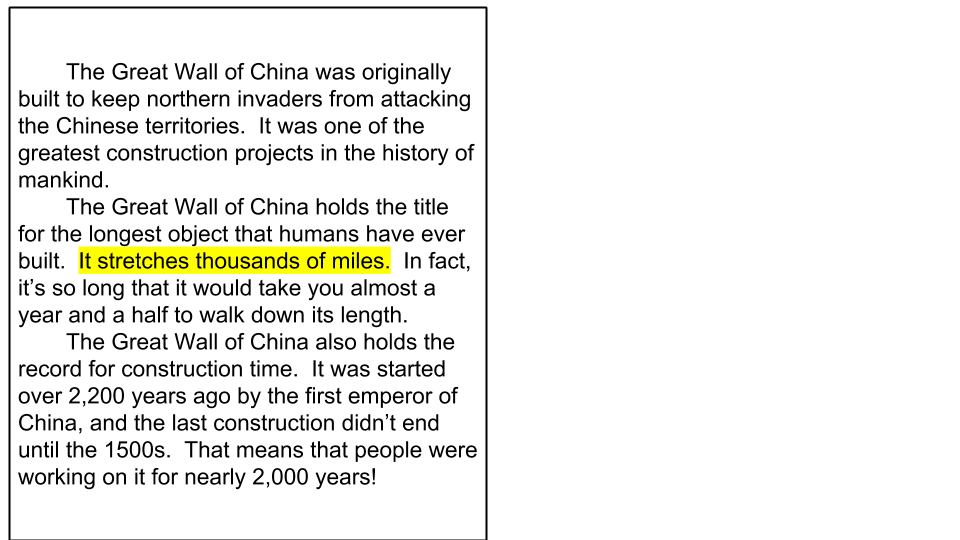 The Great Wall of China was originally
built to keep northern invaders from attacking
the Chinese territories.  It was one of the
greatest construction projects in the history of
mankind.
The Great Wall of China holds the title
for the longest object that humans have ever
built.  It stretches thousands of miles.  In fact,
it’s so long that it would take you almost a
year and a half to walk down its length.
The Great Wall of China also holds the
record for construction time.  It was started
over 2,200 years ago by the first emperor of
China, and the last construction didn’t end
until the 1500s.  That means that people were
working on it for nearly 2,000 years!